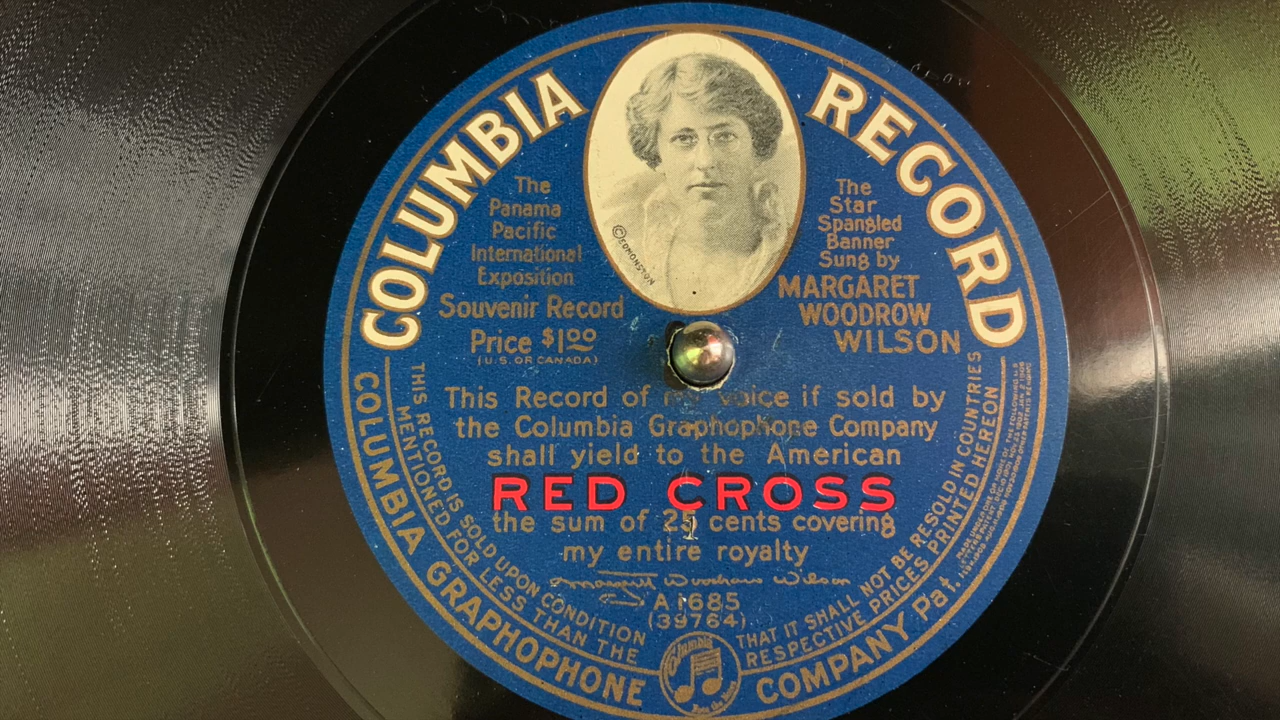 COLUMBIA RECORD
©EDMONSTON
The
Panama
Pacific
International
Exposition
Souvenir Record
Price $1.00
(U.S. OR CANADA)
The
Star
Spangled
Banner
Sung by
MARGARET
WOODROW
WILSON
This Record of my voice if sold by
the Columbia Graphophone Company
shall yield to the American
RED CROSS
the sum of 25 cents covering
my entire royalty
Margaret Woodrow Wilson
A1685
(39764)
THIS RECORD IS SOLD UPON CONDITION THAT IT SHALL NOT BE RESOLD IN COUNTRIES
MENTIONED FOR LESS THAN THE RESPECTIVE PRICES PRINTED HEREON
COLUMBIA GRAPHOPHONE COMPANY Pat.
Columbia